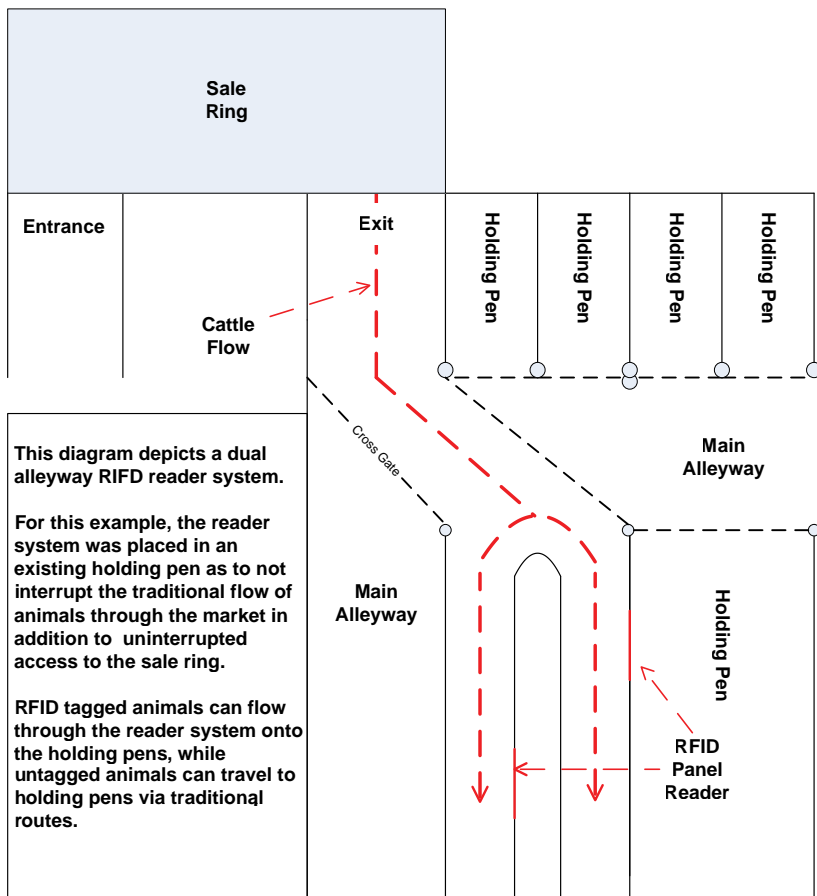 Sale
Ring
Entrance
Exit
Holding Pen
Holding Pen
Holding Pen
Holding Pen
Cattle
Flow
Cross Gate
Main
Alleyway
This diagram depicts a dual
alleyway RIFD reader system.
For this example, the reader
system was placed in an
existing holding pen as to not
interrupt the traditional flow of
animals through the market in
addition to uninterrupted
access to the sale ring.
RFID tagged animals can flow
through the reader system onto
the holding pens, while
untagged animals can travel to
holding pens via traditional
routes.
Main
Alleyway
Holding Pen
RFID
Panel
Reader